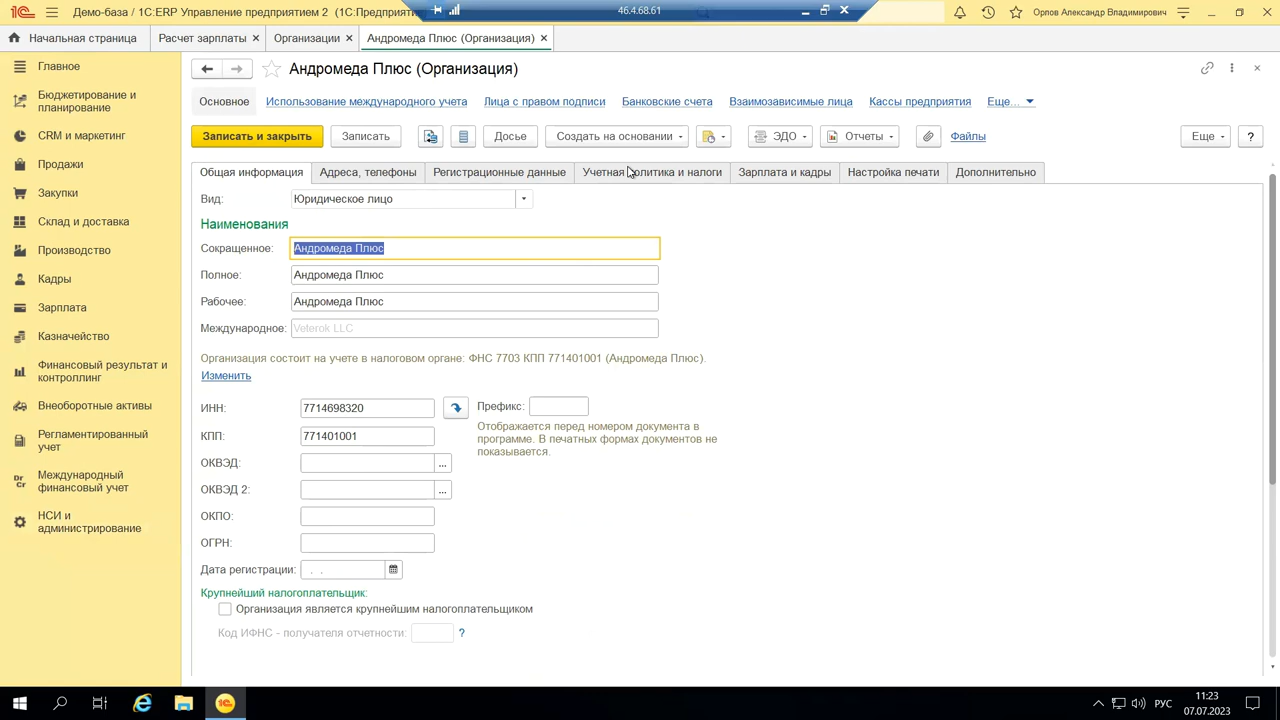 Демо-база / 1С:ERP Управление предприятием 2 (1С:Предприятие
46.4.68.61
Орлов Александр Владимирович
Начальная страница
Расчет зарплаты ×
Организации ×
Андромеда Плюс (Организация) ×
Главное
Бюджетирование и
планирование
CRM и маркетинг
Продажи
Закупки
Склад и доставка
Производство
Кадры
Зарплата
Казначейство
Финансовый результат и
контроллинг
Внеоборотные активы
Регламентированный
учет
Dr
Cr
Международный
финансовый учет
НСИ и
администрирование
Андромеда Плюс (Организация)
Основное
Использование международного учета
Лица с правом подписи
Банковские счета
Взаимозависимые лица
Кассы предприятия
Еще...
Записать и закрыть
Записать
Досье
Создать на основании
ЭДО
Отчеты
Файлы
Еще
?
Общая информация
Адреса, телефоны
Регистрационные данные
Учетная политика и налоги
Зарплата и кадры
Настройка печати
Дополнительно
Вид: Юридическое лицо
Наименования
Сокращенное: Андромеда Плюс
Полное: Андромеда Плюс
Рабочее: Андромеда Плюс
Международное: Veterok LLC
Организация состоит на учете в налоговом органе: ФНС 7703 КПП 771401001 (Андромеда Плюс).
Изменить
ИНН: 7714698320
Префикс:
Отображается перед номером документа в
программе. В печатных формах документов не
показывается.
КПП: 771401001
ОКВЭД: ...
ОКВЭД 2: ...
ОКПО:
ОГРН:
Дата регистрации: . .
Крупнейший налогоплательщик:
Организация является крупнейшим налогоплательщиком
Код ИФНС - получателя отчетности: ?
РУС
11:23
07.07.2023